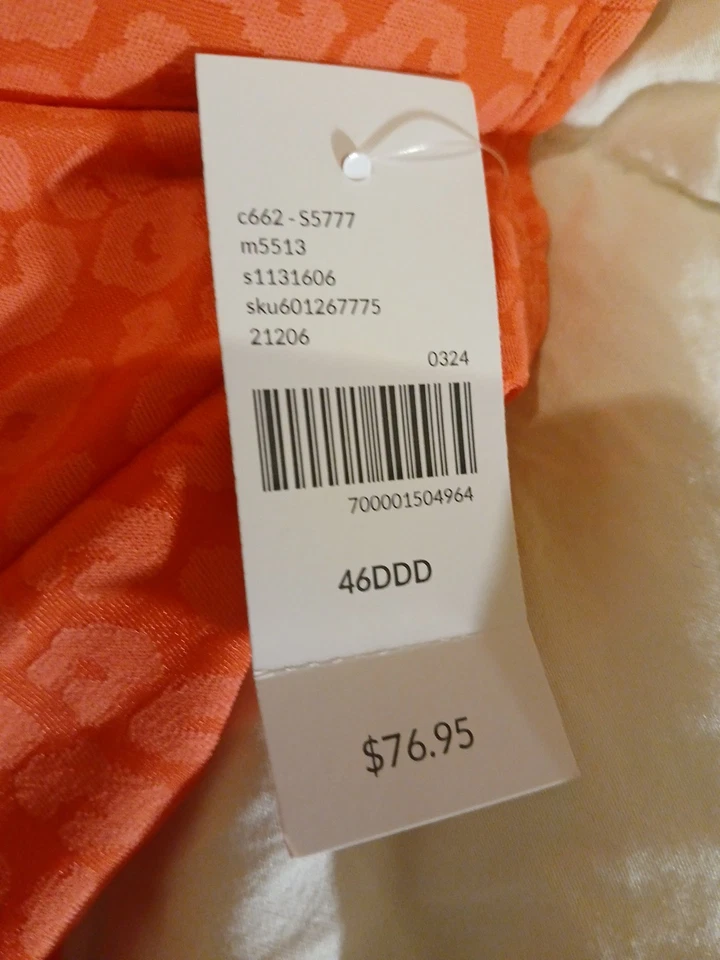 c662 - S5777
m5513
s1131606
sku601267775
21206
0324
700001504964
46DDD
$76.95